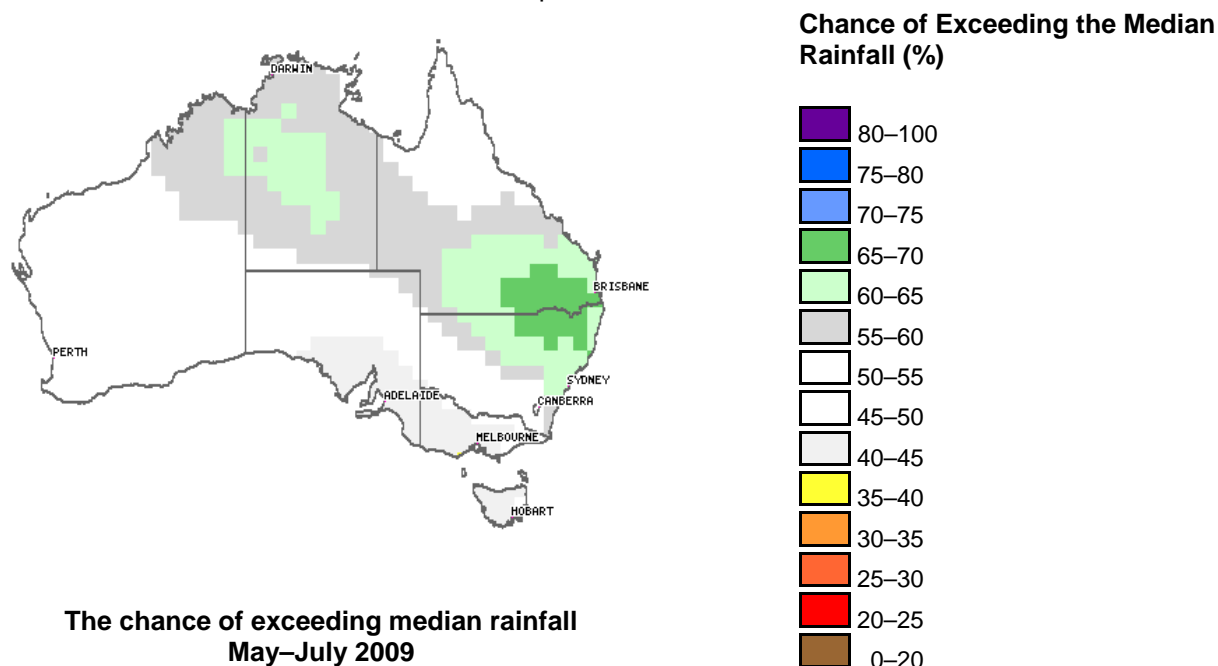 Chance of Exceeding the Median
Rainfall (%)
80–100
75–80
70–75
65–70
60–65
55–60
50–55
45–50
40–45
35–40
30–35
25–30
20–25
0–20
DARWIN
BRISBANE
PERTH
SYDNEY
ADELAIDE
CANBERRA
MELBOURNE
HOBART
The chance of exceeding median rainfall
May–July 2009